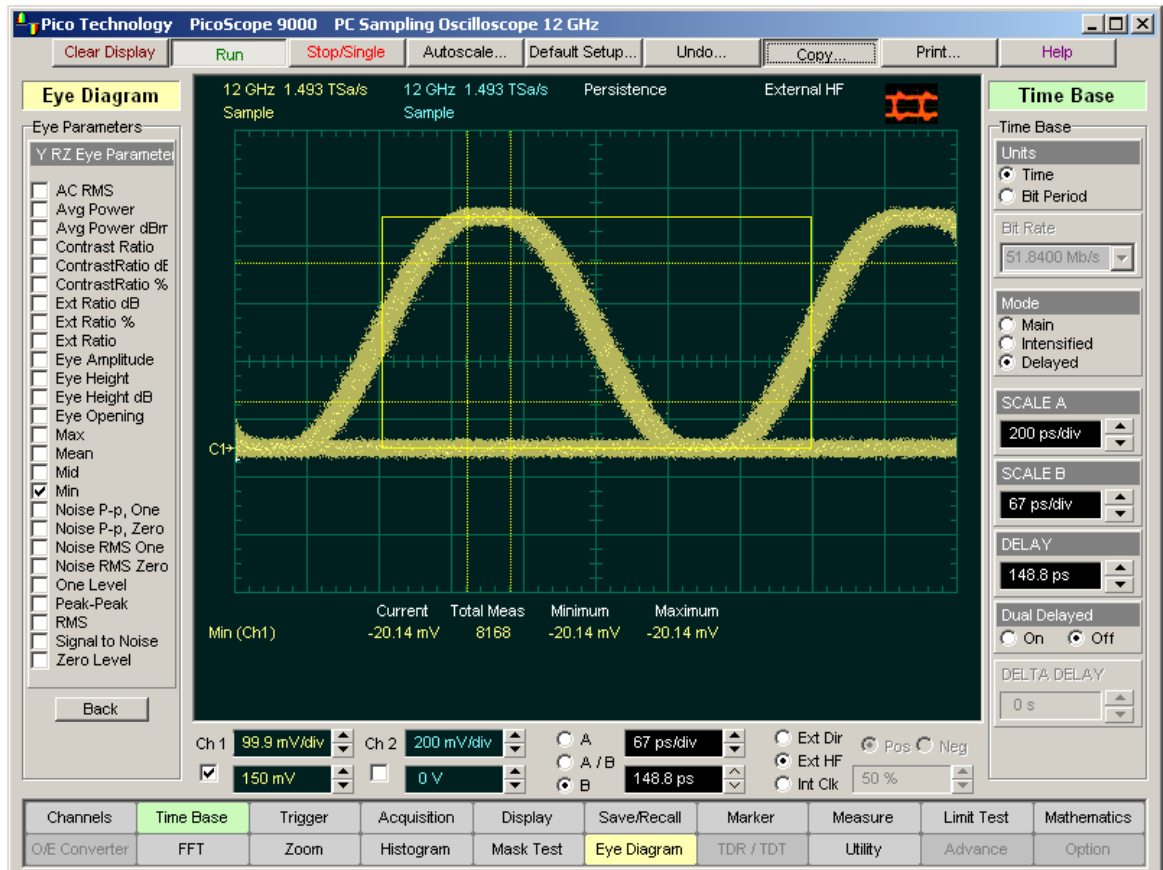 Pico Technology PicoScope 9000 PC Sampling Oscilloscope 12 GHz
Clear Display Run Stop/Single Autoscale... Default Setup... Undo... Copy... Print... Help
Eye Diagram
Eye Parameters
Y RZ Eye Parameter
AC RMS
Avg Power
Avg Power dBm
Contrast Ratio
ContrastRatio dB
ContrastRatio %
Ext Ratio dB
Ext Ratio %
Ext Ratio
Eye Amplitude
Eye Height
Eye Height dB
Eye Opening
Max
Mean
Mid
Min
Noise P-p, One
Noise P-p, Zero
Noise RMS One
Noise RMS Zero
One Level
Peak-Peak
RMS
Signal to Noise
Zero Level
Back
12 GHz 1.493 TSa/s 12 GHz 1.493 TSa/s Persistence External HF
Sample Sample
C1
Current Total Meas Minimum Maximum
Min (Ch1) -20.14 mV 8168 -20.14 mV -20.14 mV
Time Base
Time Base
Units
Time
Bit Period
Bit Rate
51.8400 Mb/s
Mode
Main
Intensified
Delayed
SCALE A
200 ps/div
SCALE B
67 ps/div
DELAY
148.8 ps
Dual Delayed
On Off
DELTA DELAY
0 s
Ch 1 99.9 mV/div Ch 2 200 mV/div A 67 ps/div Ext Dir Pos Neg
A / B Ext HF
150 mV 0 V B 148.8 ps Int Clk 50 %
Channels Time Base Trigger Acquisition Display Save/Recall Marker Measure Limit Test Mathematics
O/E Converter FFT Zoom Histogram Mask Test Eye Diagram TDR / TDT Utility Advance Option